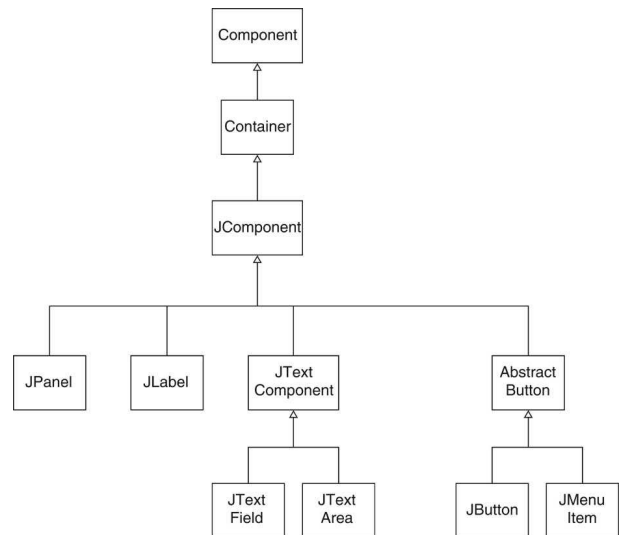 Component
Container
JComponent
JPanel
JLabel
JText
Component
Abstract
Button
JText
Field
JText
Area
JButton
JMenu
Item